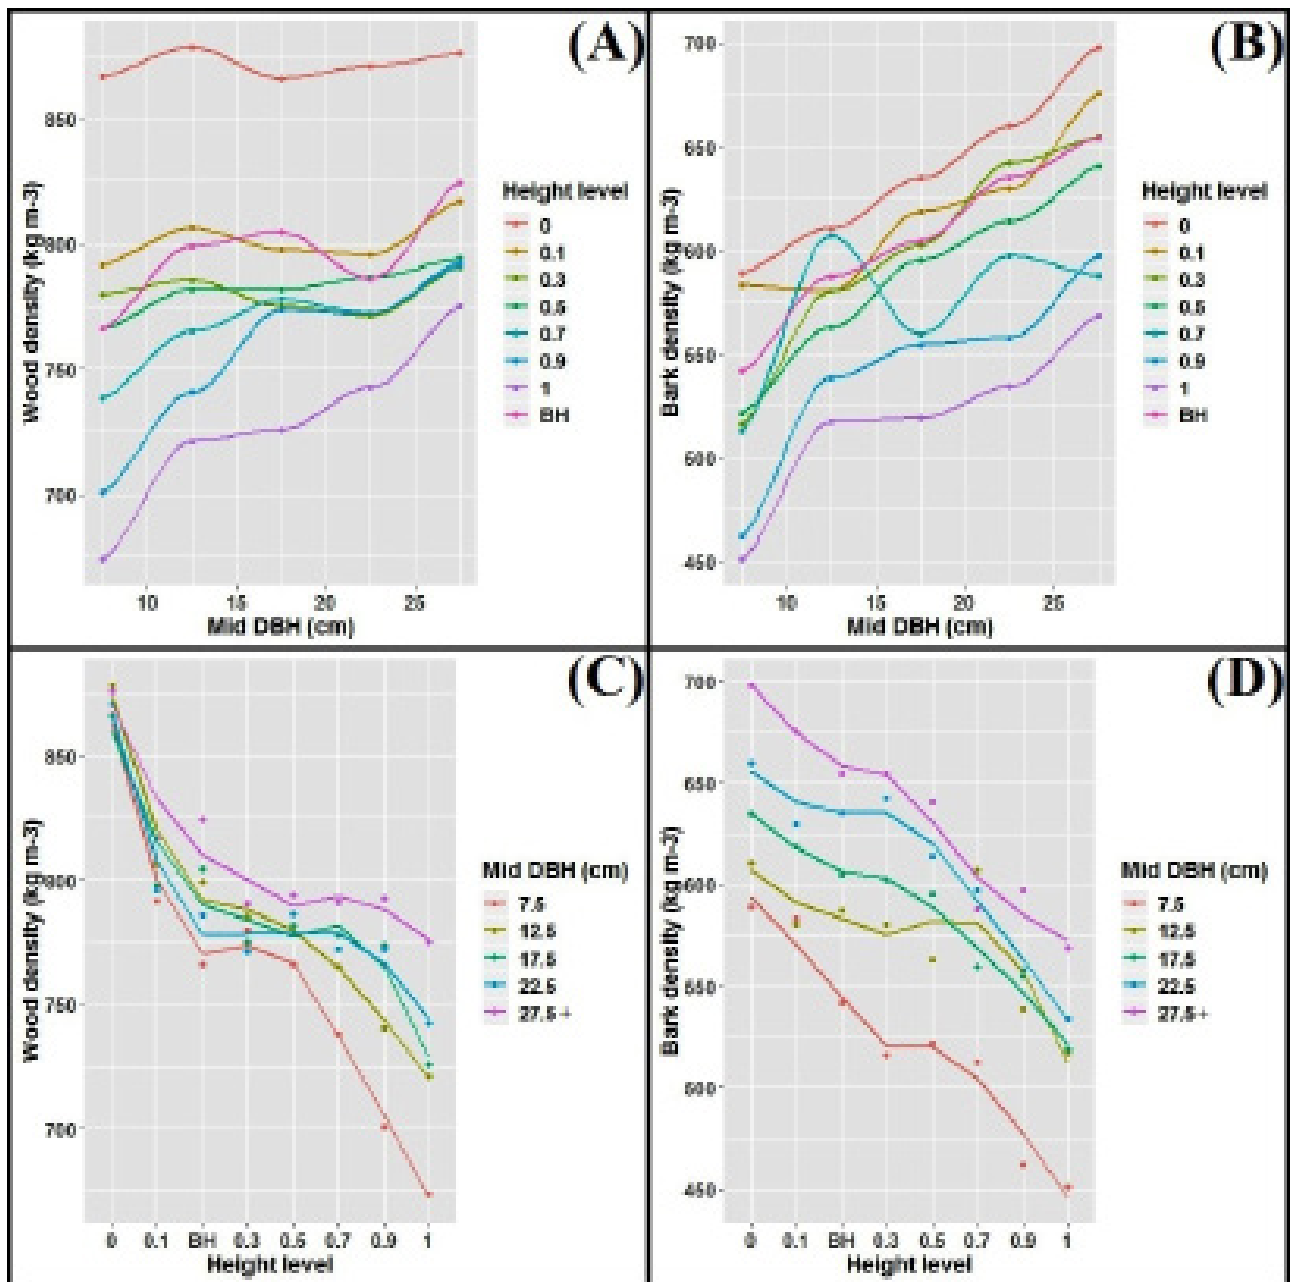 (A)
850
800
750
700
Wood density (kg m-3)
10 15 20 25
Mid DBH (cm)
Height level
0
0.1
0.3
0.5
0.7
0.9
1
BH
(B)
700
650
600
550
500
450
Bark density (kg m-3)
10 15 20 25
Mid DBH (cm)
Height level
0
0.1
0.3
0.5
0.7
0.9
1
BH
(C)
850
800
750
700
Wood density (kg m-3)
0 0.1 BH 0.3 0.5 0.7 0.9 1
Height level
Mid DBH (cm)
7.5
12.5
17.5
22.5
27.5+
(D)
700
650
600
550
500
450
Bark density (kg m-3)
0 0.1 BH 0.3 0.5 0.7 0.9 1
Height level
Mid DBH (cm)
7.5
12.5
17.5
22.5
27.5+